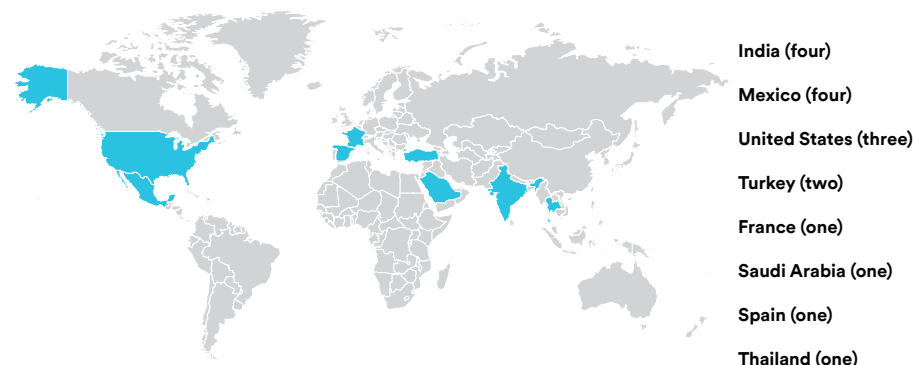 India (four)
Mexico (four)
United States (three)
Turkey (two)
France (one)
Saudi Arabia (one)
Spain (one)
Thailand (one)